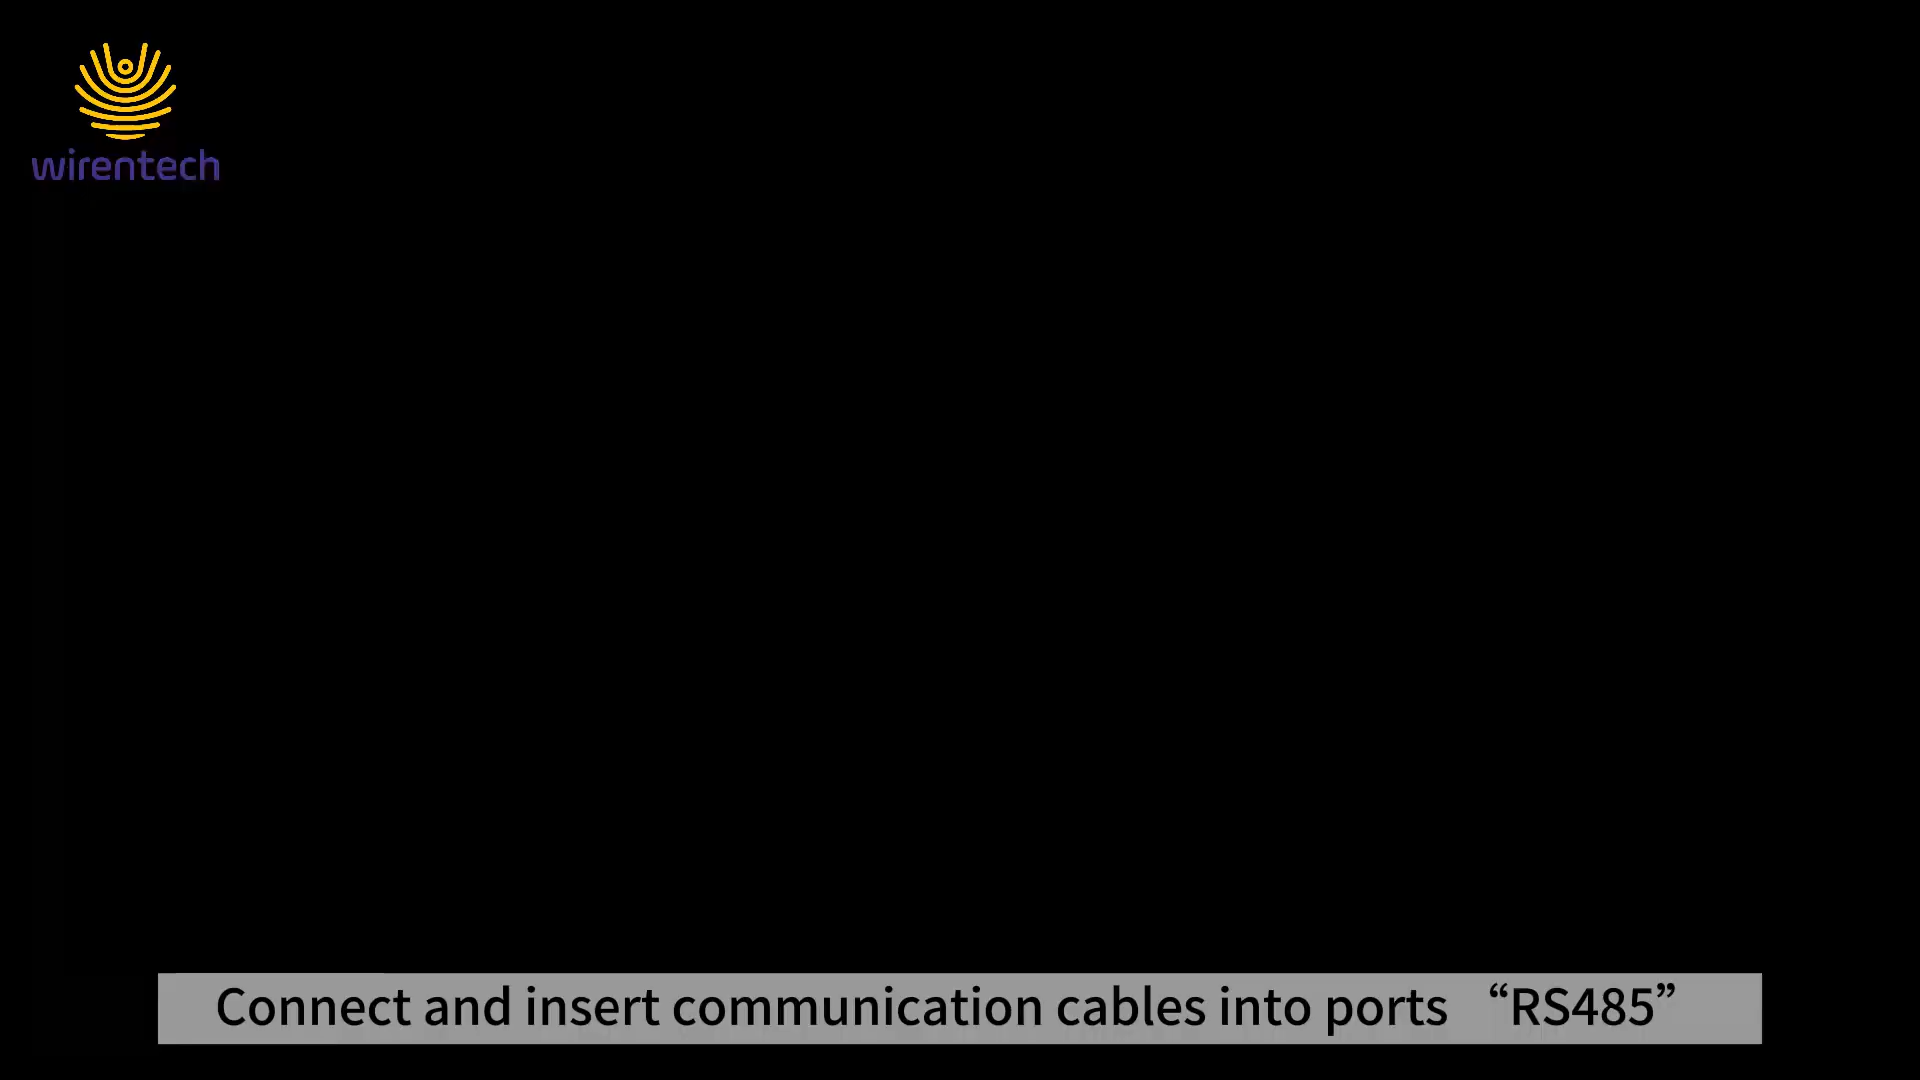 wirentech
Connect and insert communication cables into ports “RS485”